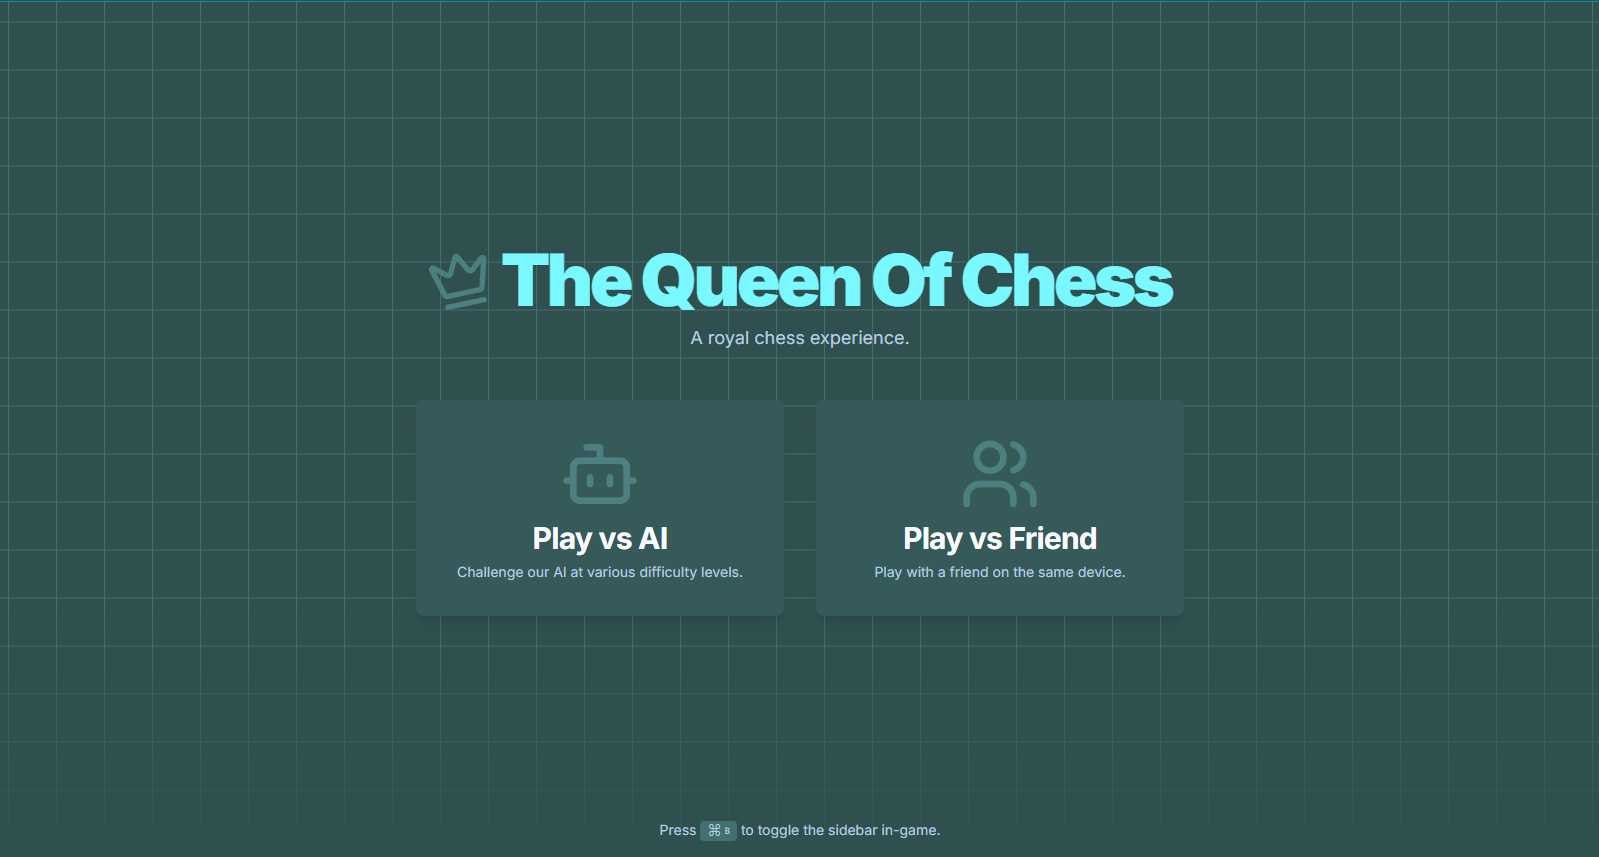 The Queen Of Chess
A royal chess experience.
Play vs AI
Challenge our AI at various difficulty levels.
Play vs Friend
Play with a friend on the same device.
Press ⌘ B to toggle the sidebar in-game.